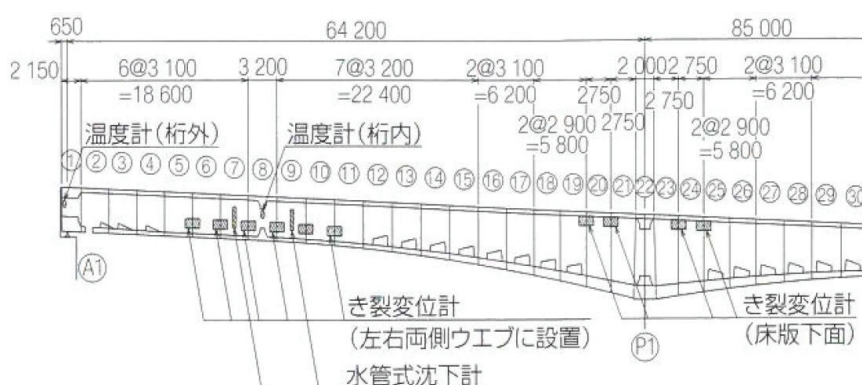 650 64 200 85 000
2 150 6@3 100 3 200 7@3 200 2@3 100 2 000 2 750 2@3 100
=18 600 =22 400 =6 200 2750 2 750 =6 200
2@2 900 2750 2@2 900
=5 800 =5 800
温度計(桁外) 温度計(桁内)
① ② ③ ④ ⑤ ⑥ ⑦ ⑧ ⑨ ⑩ ⑪ ⑫ ⑬ ⑭ ⑮ ⑯ ⑰ ⑱ ⑲ ⑳ ㉑ ㉒ ㉓ ㉔ ㉕ ㉖ ㉗ ㉘ ㉙ ㉚
A1
き裂変位計
(左右両側ウエブに設置)
水管式沈下計
き裂変位計
(床版下面)
P1